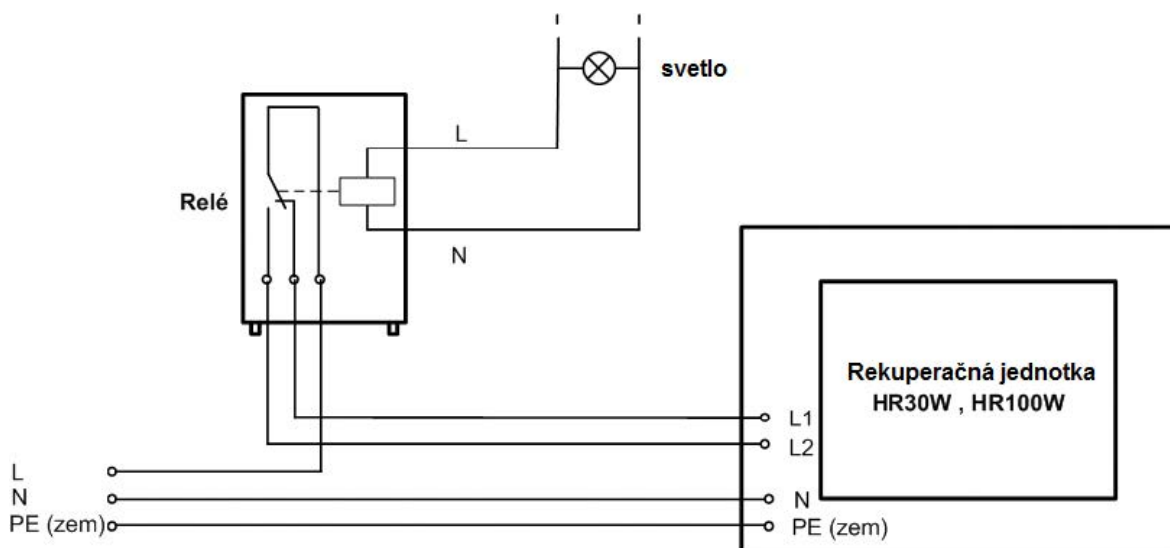 svetlo
L
Relé
N
Rekuperačná jednotka
HR30W , HR100W
L1
L2
L
N
N
PE (zem)
PE (zem)